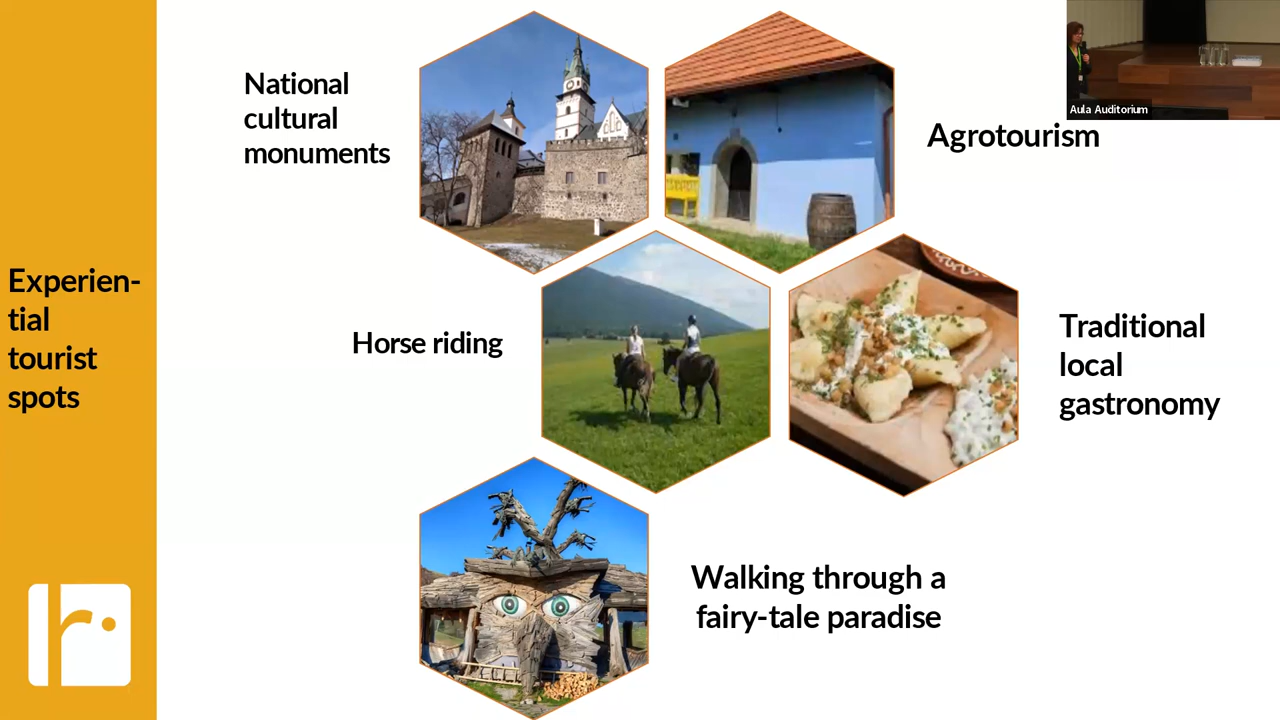 Experien-
tial
tourist
spots
National
cultural
monuments
Agrotourism
Aula Auditorium
Horse riding
Traditional
local
gastronomy
Walking through a
fairy-tale paradise
r.